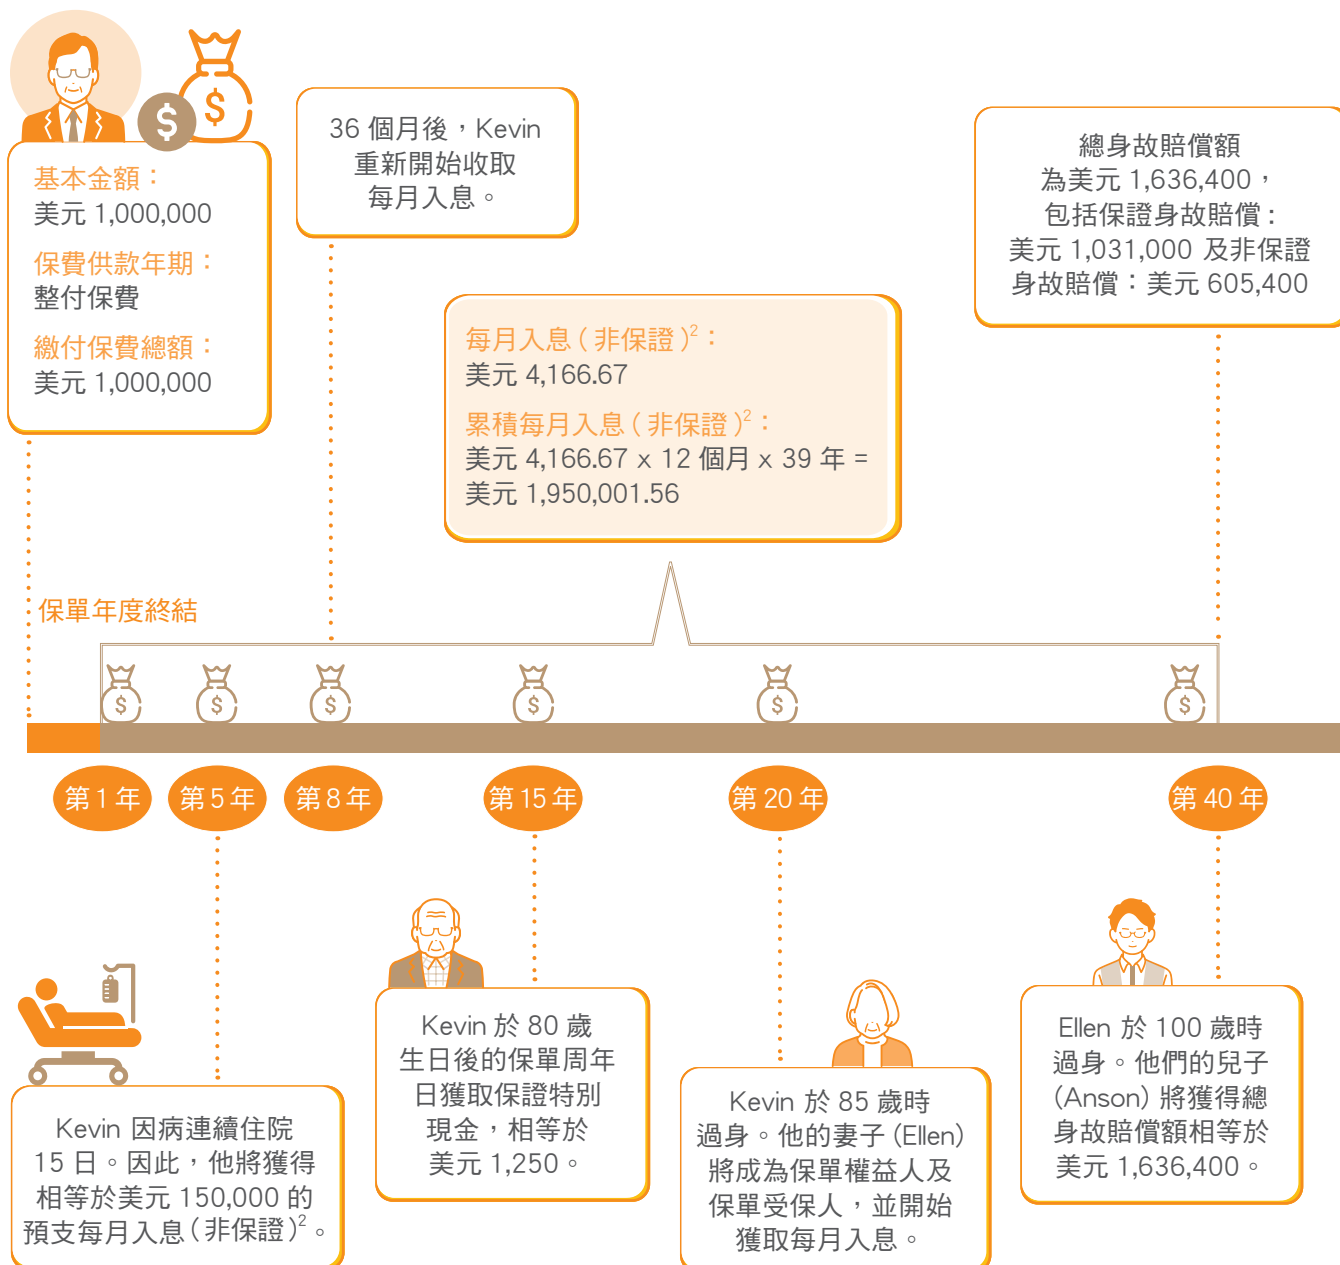 基本金額：
美元 1,000,000
保費供款年期：
整付保費
繳付保費總額：
美元 1,000,000
36 個月後，Kevin
重新開始收取
每月入息。
總身故賠償額
為美元 1,636,400，
包括保證身故賠償：
美元 1,031,000 及非保證
身故賠償：美元 605,400
每月入息（非保證）²：
美元 4,166.67
累積每月入息（非保證）²：
美元 4,166.67 x 12 個月 x 39 年 =
美元 1,950,001.56
保單年度終結
$
$
$
$
$
$
$
$
第 1 年
第 5 年
第 8 年
第 15 年
第 20 年
第 40 年
Kevin 因病連續住院
15 日。因此，他將獲得
相等於美元 150,000 的
預支每月入息（非保證）²。
Kevin 於 80 歲
生日後的保單周年
日獲取保證特別
現金，相等於
美元 1,250。
Kevin 於 85 歲時
過身。他的妻子 (Ellen)
將成為保單權益人及
保單受保人，並開始
獲取每月入息。
Ellen 於 100 歲時
過身。他們的兒子
(Anson) 將獲得總
身故賠償額相等於
美元 1,636,400。